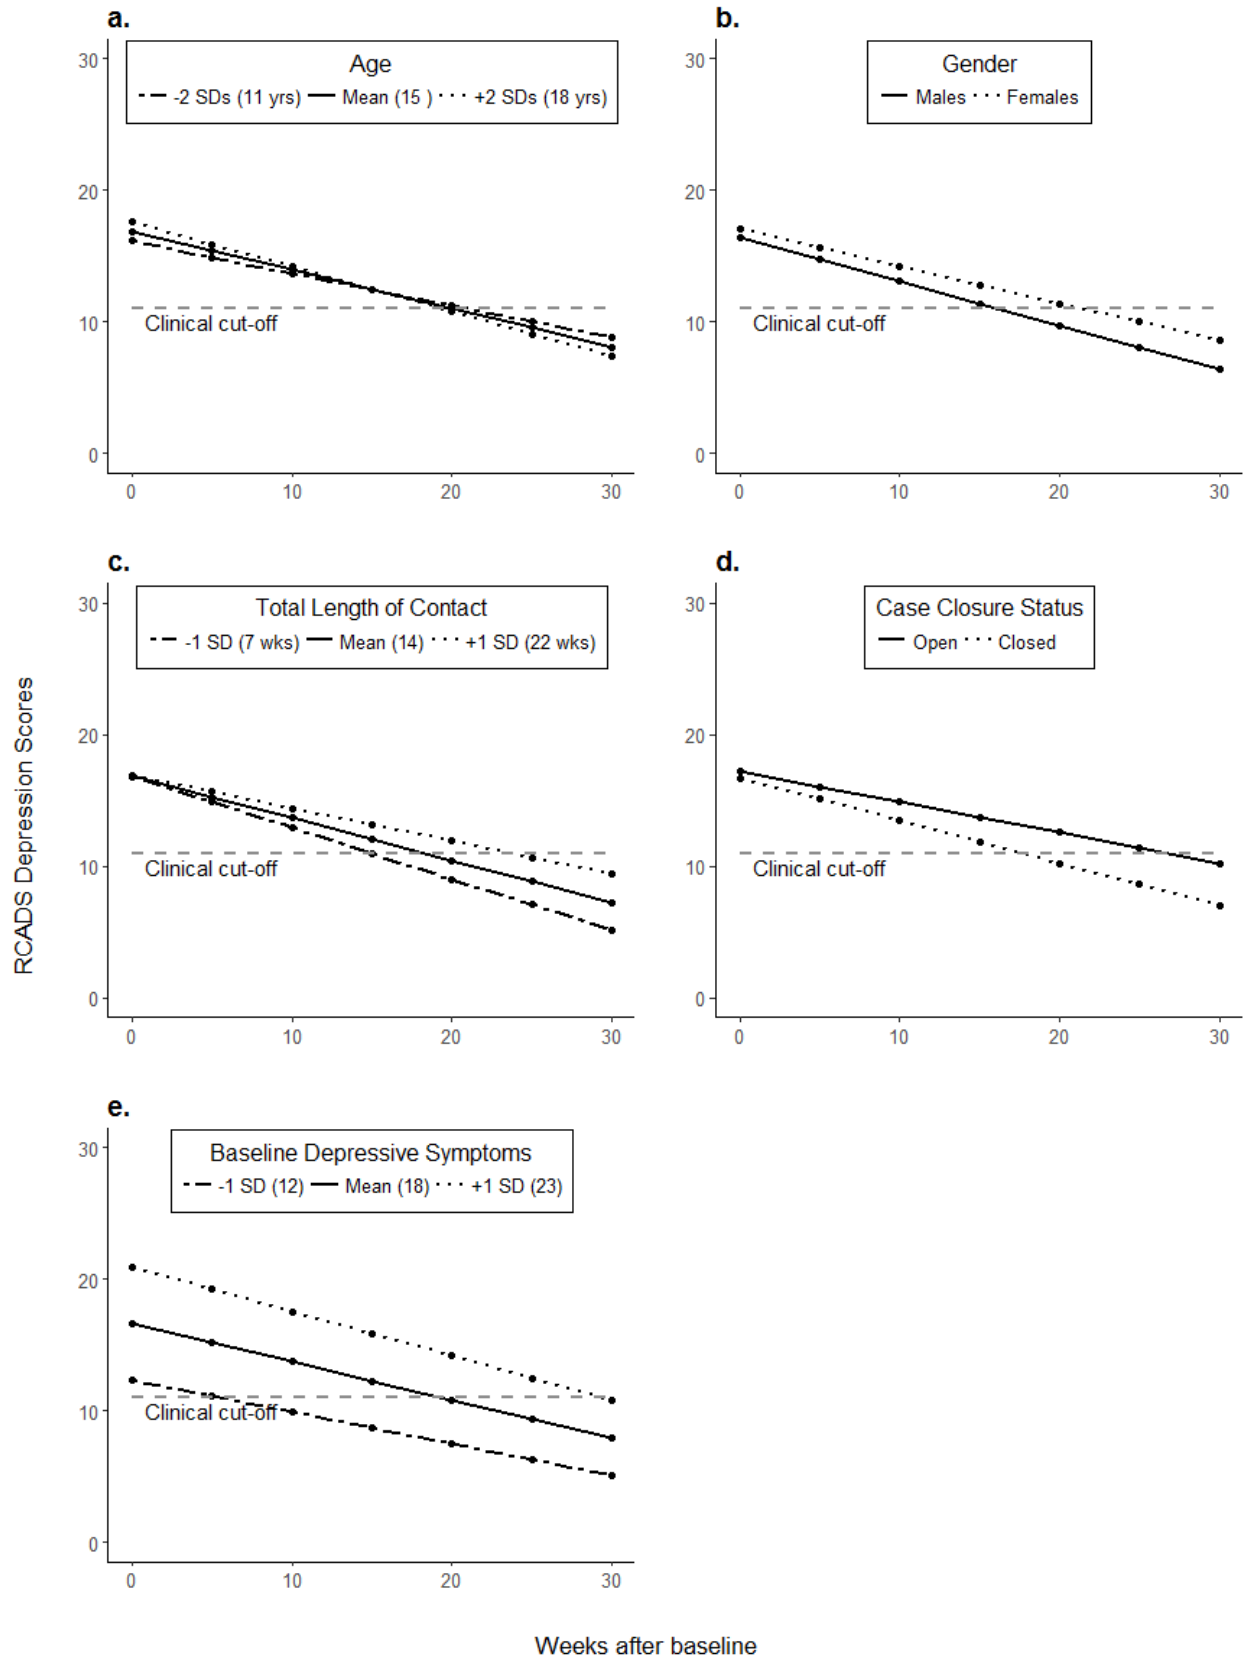 a.
Age
-2 SDs (11 yrs) Mean (15 ) +2 SDs (18 yrs)
30
20
10
0
Clinical cut-off
0 10 20 30
b.
Gender
Males Females
30
20
10
0
Clinical cut-off
0 10 20 30
c.
Total Length of Contact
-1 SD (7 wks) Mean (14) +1 SD (22 wks)
30
20
10
0
Clinical cut-off
0 10 20 30
d.
Case Closure Status
Open Closed
30
20
10
0
Clinical cut-off
0 10 20 30
e.
Baseline Depressive Symptoms
-1 SD (12) Mean (18) +1 SD (23)
30
20
10
0
Clinical cut-off
0 10 20 30
RCADS Depression Scores
Weeks after baseline